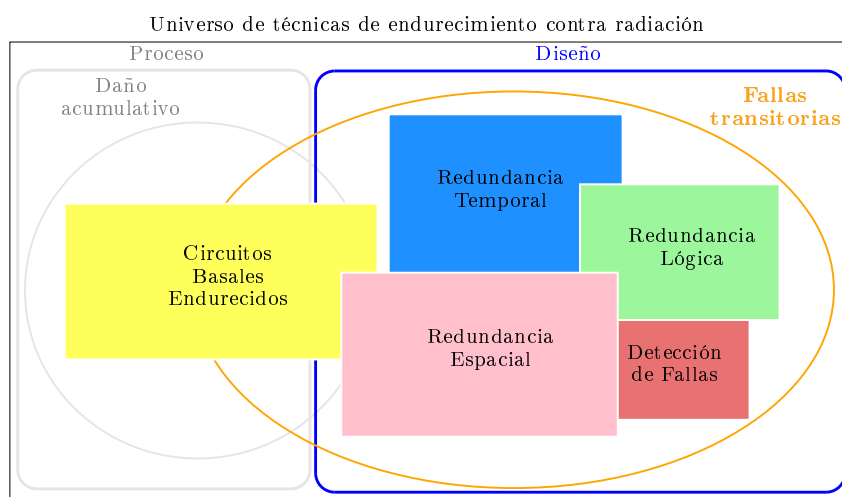 Universo de técnicas de endurecimiento contra radiación
Proceso
Diseño
Daño
acumulativo
Fallas
transitorias
Redundancia
Temporal
Redundancia
Lógica
Circuitos
Basales
Endurecidos
Redundancia
Espacial
Detección
de Fallas